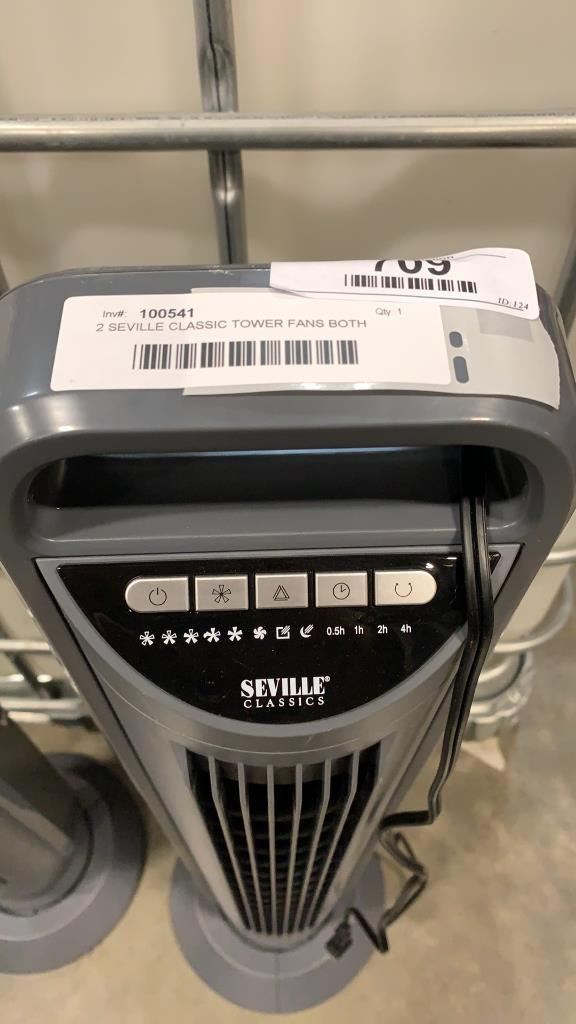 709
ID:124
Inv#: 100541 Qty: 1
2 SEVILLE CLASSIC TOWER FANS BOTH
0.5h 1h 2h 4h
SEVILLE®
CLASSICS